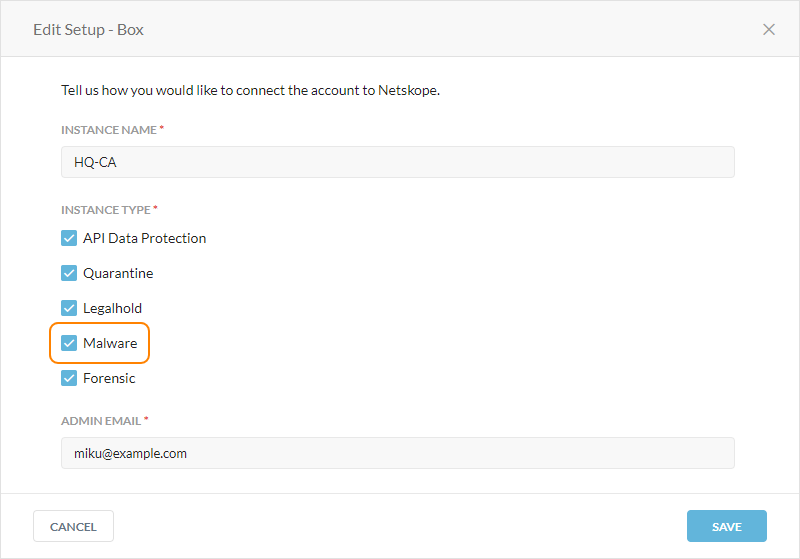 Edit Setup - Box
Tell us how you would like to connect the account to Netskope.
INSTANCE NAME *
HQ-CA
INSTANCE TYPE *
API Data Protection
Quarantine
Legalhold
Malware
Forensic
ADMIN EMAIL *
miku@example.com
CANCEL
SAVE